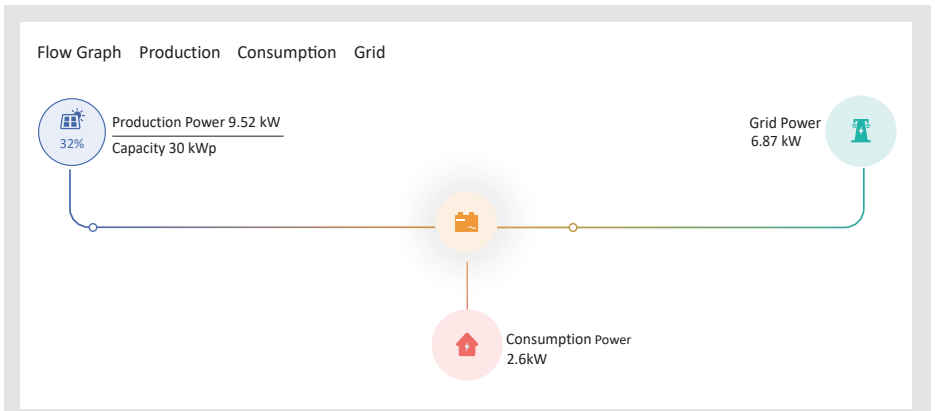 Flow Graph Production Consumption Grid
32%
Production Power 9.52 kW
Capacity 30 kWp
Grid Power
6.87 kW
Consumption Power
2.6kW